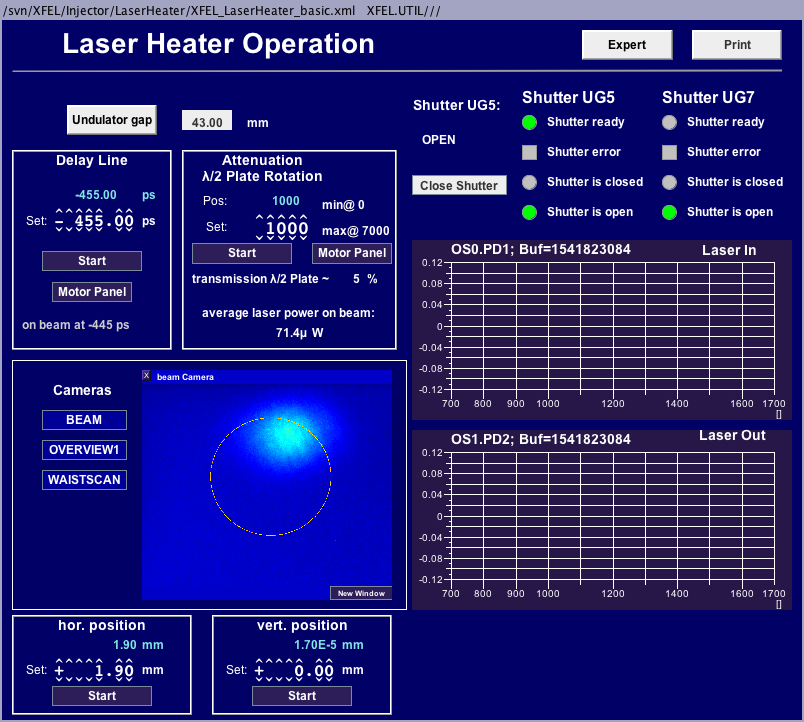 /svn/XFEL/Injector/LaserHeater/XFEL_LaserHeater_basic.xml XFEL.UTIL///
Laser Heater Operation
Expert
Print
Undulator gap
43.00 mm
Shutter UG5:
OPEN
Close Shutter
Shutter UG5
Shutter ready
Shutter error
Shutter is closed
Shutter is open
Shutter UG7
Shutter ready
Shutter error
Shutter is closed
Shutter is open
Delay Line
-455.00 ps
Set: - 455.00 ps
Start
Motor Panel
on beam at -445 ps
Attenuation
λ/2 Plate Rotation
Pos: 1000 min@ 0
Set: 1000 max@ 7000
Start
Motor Panel
transmission λ/2 Plate ~ 5 %
average laser power on beam:
71.4µ W
OS0.PD1; Buf=1541823084 Laser In
0.12
0.08
0.04
0
-0.04
-0.08
-0.12
700 800 900 1000 1200 1400 1600 1700
[]
Cameras
BEAM
OVERVIEW1
WAISTSCAN
X beam Camera
New Window
OS1.PD2; Buf=1541823084 Laser Out
0.12
0.08
0.04
0
-0.04
-0.08
-0.12
700 800 900 1000 1200 1400 1600 1700
[]
hor. position
1.90 mm
Set: + 1.90 mm
Start
vert. position
1.70E-5 mm
Set: + 0.00 mm
Start